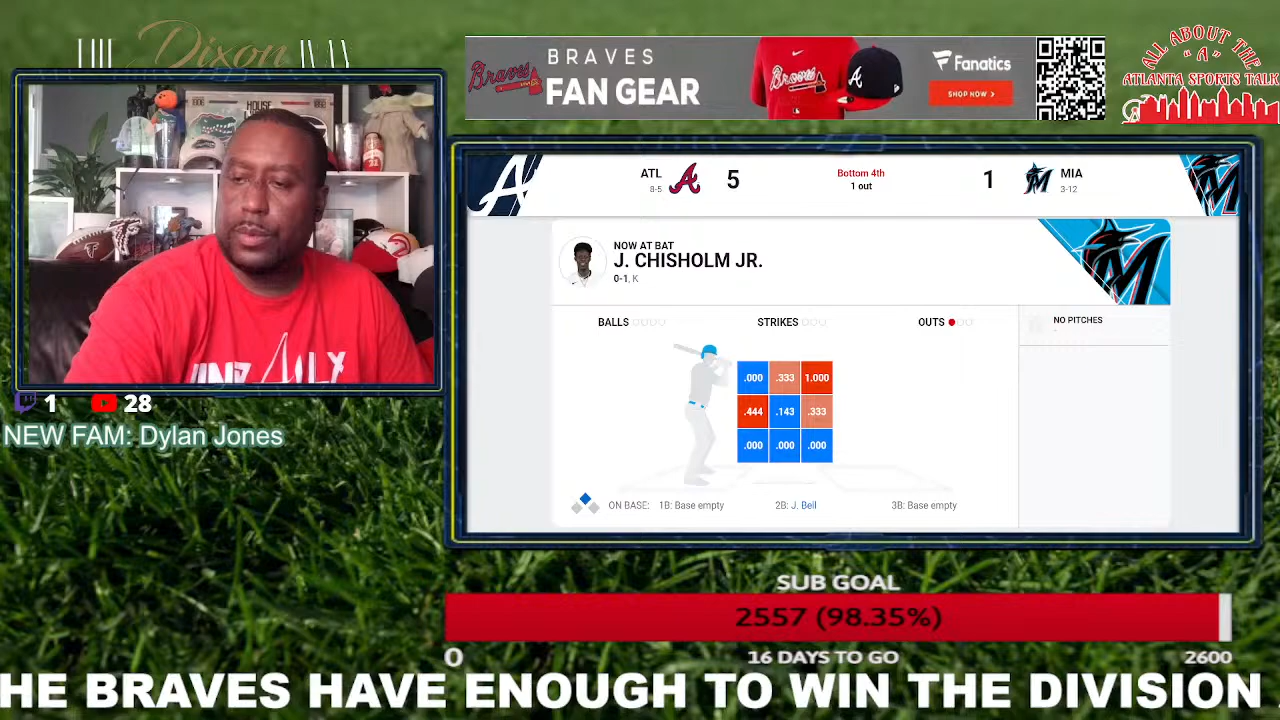 Dixon
HOUSE
BRAVES
FAN GEAR
Braves
Braves
A
Fanatics
SHOP NOW >
ALL ABOUT THE
"A"
ATLANTA SPORTS TALK
ATL
8-5
5
Bottom 4th
1 out
1
MIA
3-12
NOW AT BAT
J. CHISHOLM JR.
0-1, K
BALLS
STRIKES
OUTS
NO PITCHES
.000 .333 1.000
.444 .143 .333
.000 .000 .000
ON BASE: 1B: Base empty 2B: J. Bell 3B: Base empty
1 28
NEW FAM: Dylan Jones
SUB GOAL
2557 (98.35%)
0 16 DAYS TO GO 2600
HE BRAVES HAVE ENOUGH TO WIN THE DIVISION